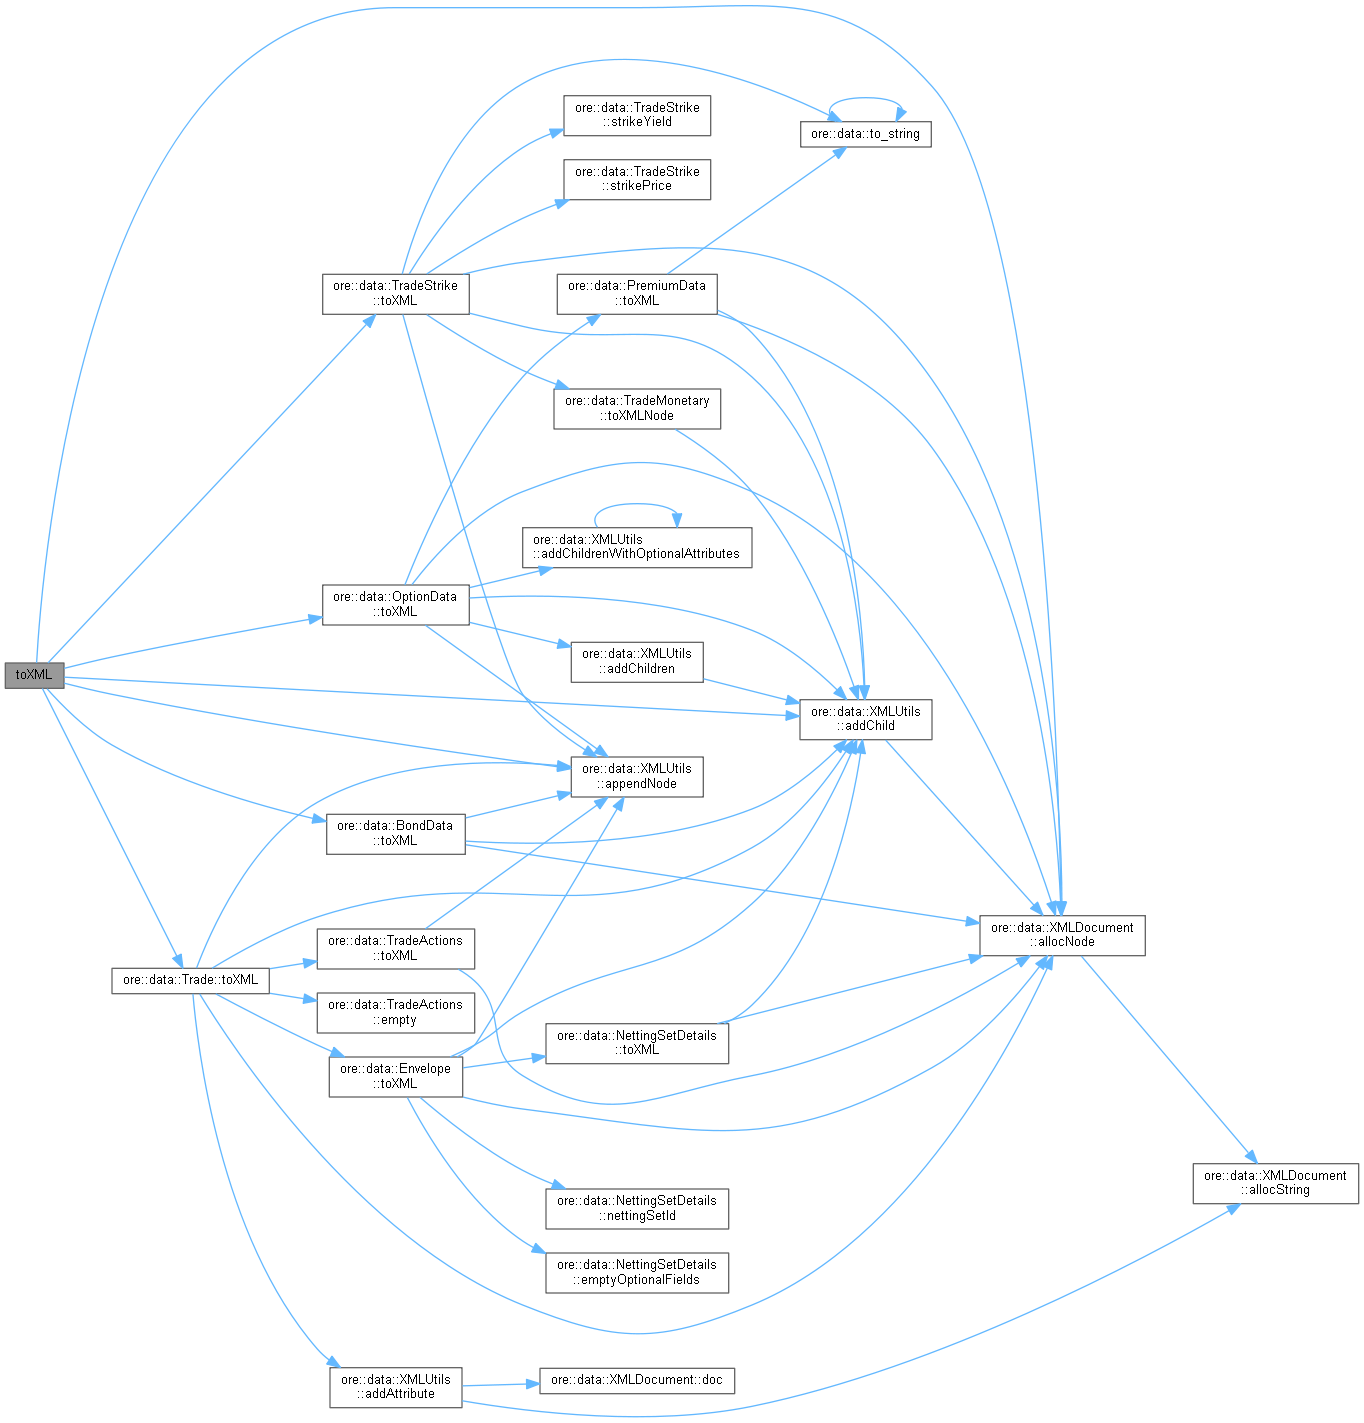 ore::data::TradeStrike
::strikeYield
ore::data::to_string
ore::data::TradeStrike
::strikePrice
ore::data::TradeStrike
::toXML
ore::data::PremiumData
::toXML
ore::data::TradeMonetary
::toXMLNode
ore::data::XMLUtils
::addChildrenWithOptionalAttributes
ore::data::OptionData
::toXML
ore::data::XMLUtils
::addChildren
toXML
ore::data::XMLUtils
::addChild
ore::data::XMLUtils
::appendNode
ore::data::BondData
::toXML
ore::data::XMLDocument
::allocNode
ore::data::TradeActions
::toXML
ore::data::Trade::toXML
ore::data::TradeActions
::empty
ore::data::NettingSetDetails
::toXML
ore::data::Envelope
::toXML
ore::data::XMLDocument
::allocString
ore::data::NettingSetDetails
::nettingSetId
ore::data::NettingSetDetails
::emptyOptionalFields
ore::data::XMLUtils
::addAttribute
ore::data::XMLDocument::doc